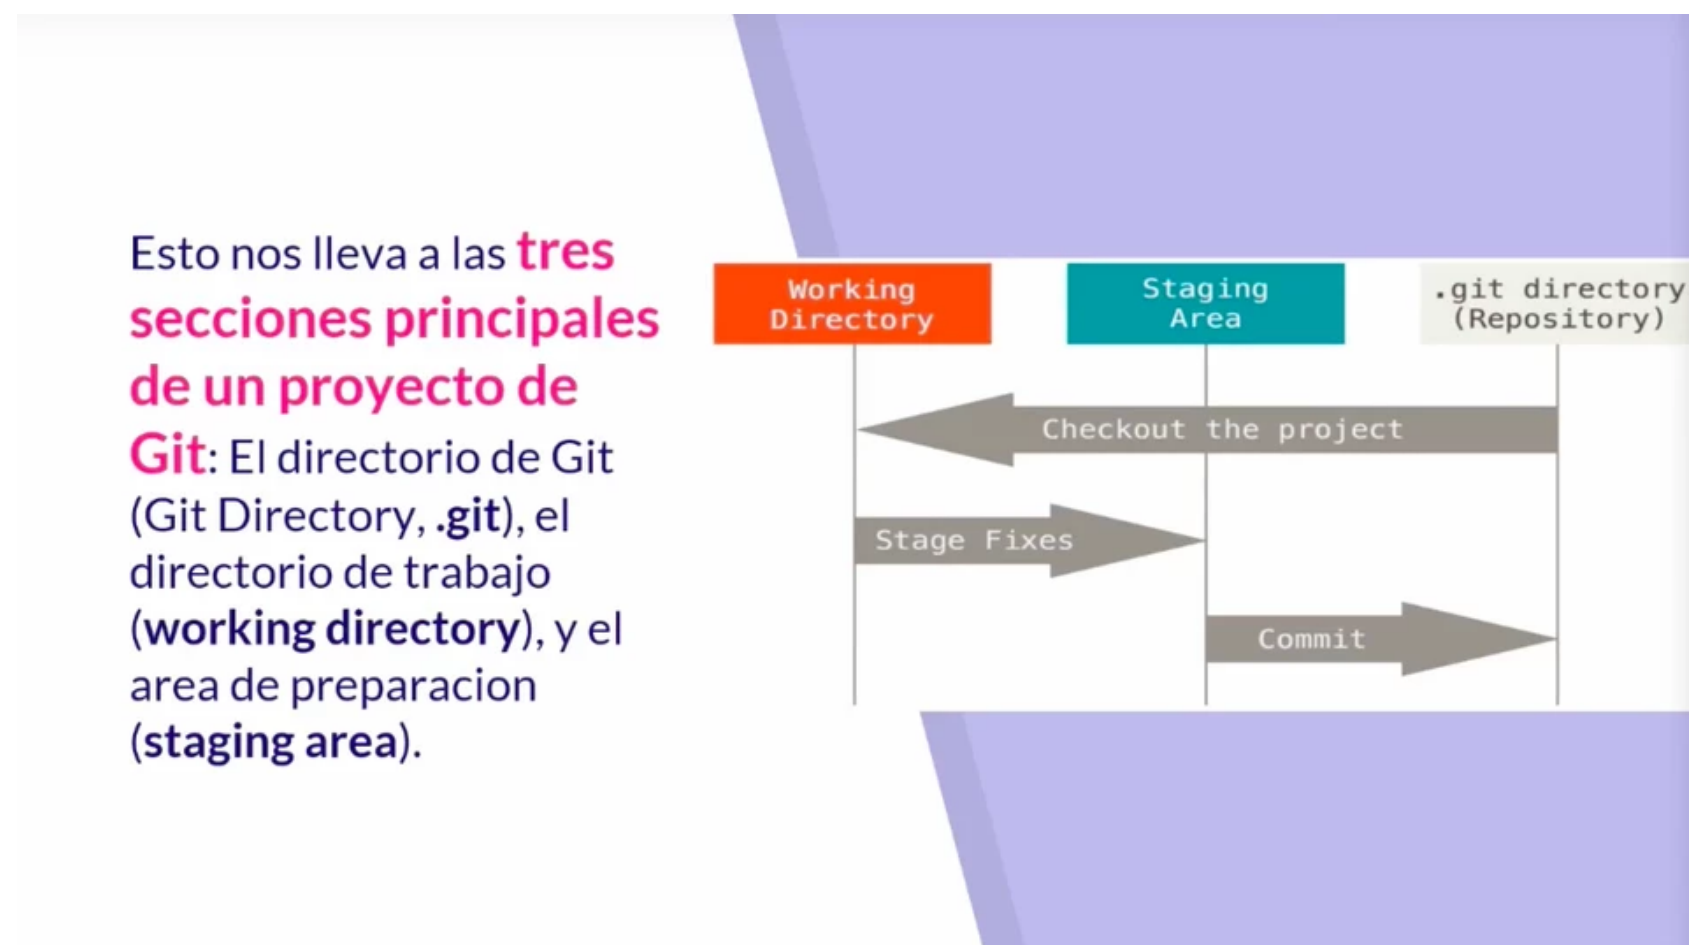 Esto nos lleva a las tres
secciones principales
de un proyecto de
Git: El directorio de Git
(Git Directory, .git), el
directorio de trabajo
(working directory), y el
area de preparacion
(staging area).
Working
Directory
Staging
Area
.git directory
(Repository)
Checkout the project
Stage Fixes
Commit